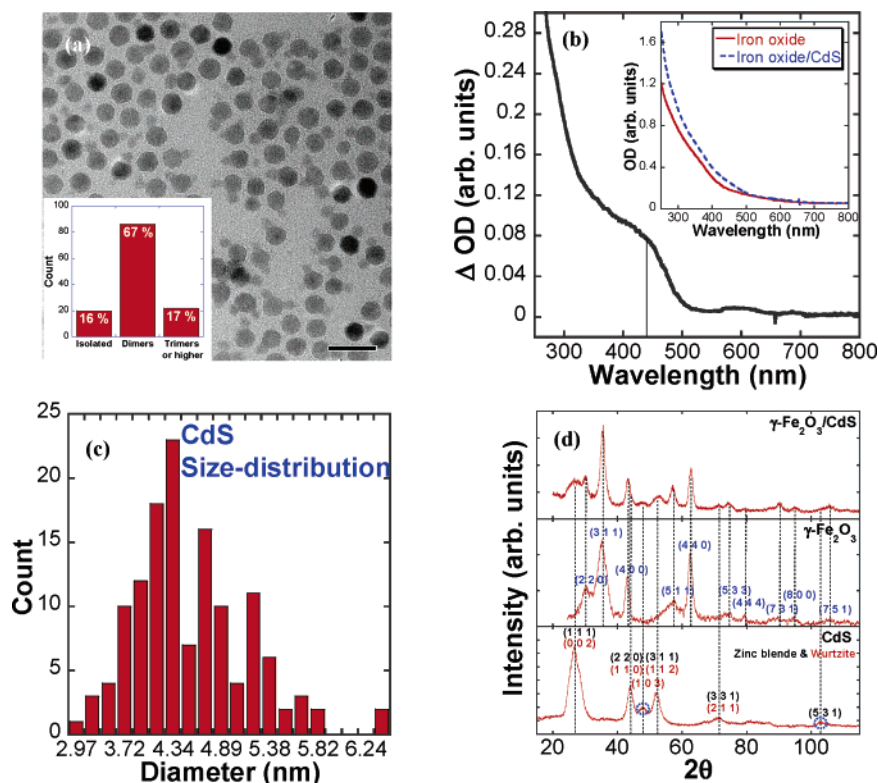 (a)
100
80
60
40
20
0
Count
16 %
67 %
17 %
Isolated
Dimers
Trimers
or higher
(b)
0.28
0.24
0.2
0.16
0.12
0.08
0.04
0
Δ OD (arb. units)
300 400 500 600 700 800
Wavelength (nm)
Iron oxide
Iron oxide/CdS
1.6
1.2
0.8
0.4
0
OD (arb. units)
300 400 500 600 700 800
Wavelength (nm)
(c)
CdS
Size-distribution
25
20
15
10
5
0
Count
2.97 3.72 4.34 4.89 5.38 5.82 6.24
Diameter (nm)
(d)
γ-Fe2O3/CdS
γ-Fe2O3
(2 2 0)
(3 1 1)
(4 0 0)
(5 1 1)
(4 4 0)
(5 3 3)
(4 4 4)
(7 3 1)
(8 0 0)
(7 5 1)
CdS
Zinc blende & Wurtzite
(1 1 1)
(0 0 2)
(2 2 0) (3 1 1)
(1 1 0) (1 1 2)
(1 0 3)
(3 3 1)
(2 1 1)
(5 3 1)
Intensity (arb. units)
20 40 60 80 100
2θ